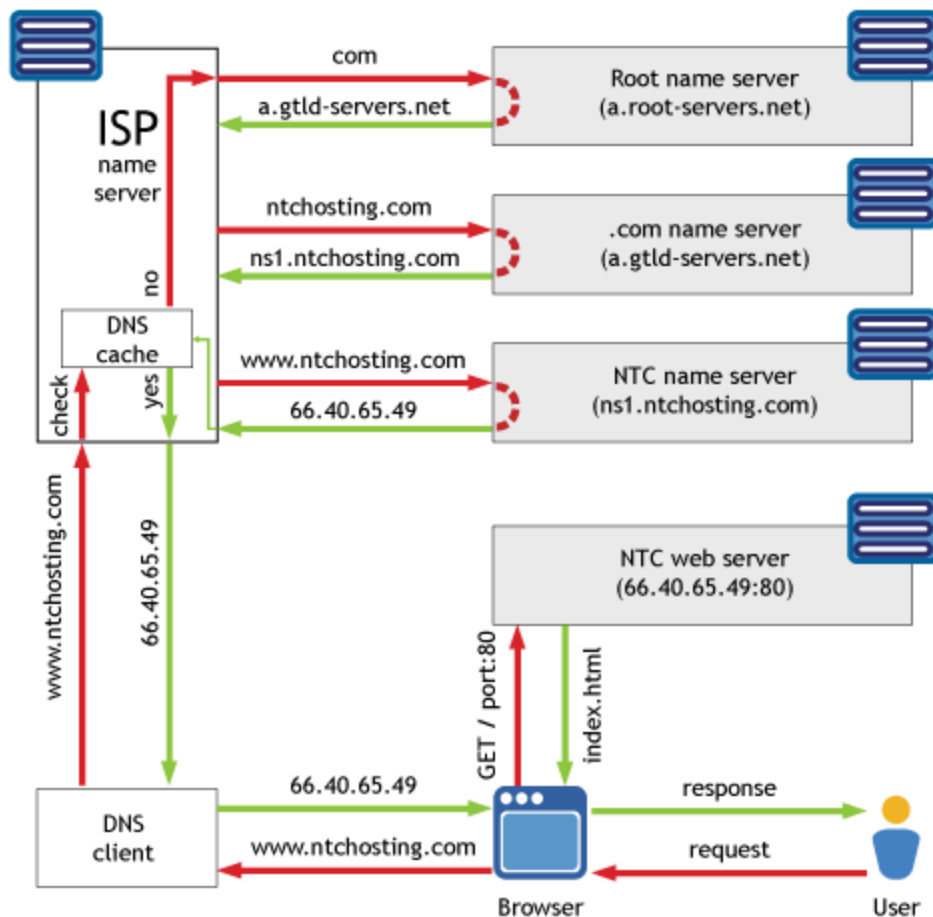 com
a.gtld-servers.net
Root name server
(a.root-servers.net)
ISP
name
server
ntchosting.com
ns1.ntchosting.com
.com name server
(a.gtld-servers.net)
no
DNS
cache
check
yes
www.ntchosting.com
66.40.65.49
NTC name server
(ns1.ntchosting.com)
www.ntchosting.com
66.40.65.49
NTC web server
(66.40.65.49:80)
GET / port:80
index.html
DNS
client
66.40.65.49
www.ntchosting.com
response
request
Browser
User